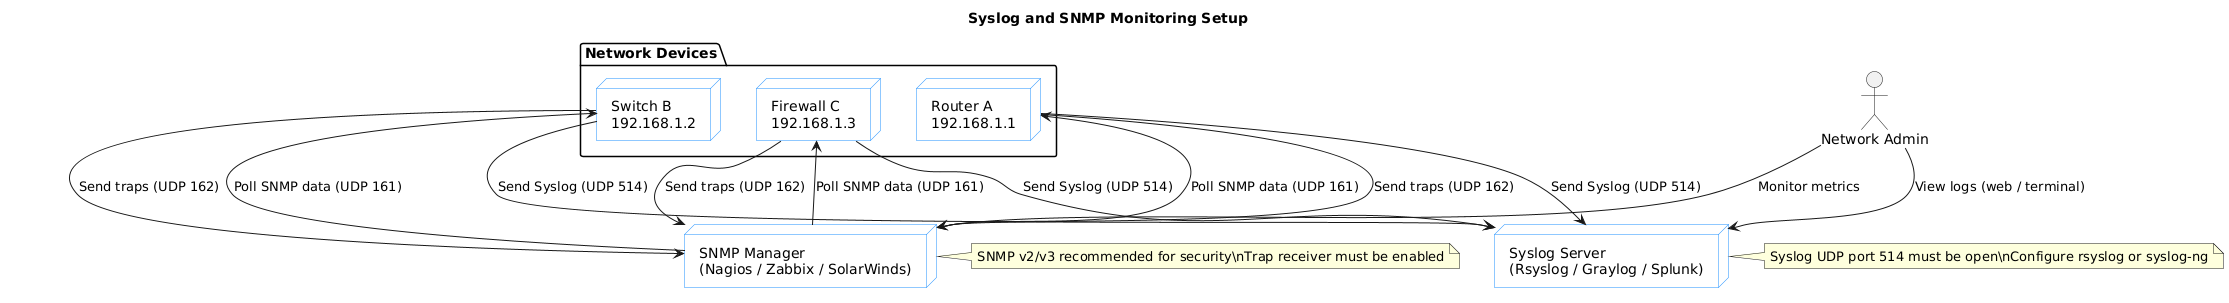 Syslog and SNMP Monitoring Setup
Network Devices
Switch B
192.168.1.2
Firewall C
192.168.1.3
Router A
192.168.1.1
Network Admin
Send traps (UDP 162)
Poll SNMP data (UDP 161)
Send Syslog (UDP 514)
Send traps (UDP 162)
Poll SNMP data (UDP 161)
Send Syslog (UDP 514)
Poll SNMP data (UDP 161)
Send traps (UDP 162)
Send Syslog (UDP 514)
Monitor metrics
View logs (web / terminal)
SNMP Manager
(Nagios / Zabbix / SolarWinds)
SNMP v2/v3 recommended for security\nTrap receiver must be enabled
Syslog Server
(Rsyslog / Graylog / Splunk)
Syslog UDP port 514 must be open\nConfigure rsyslog or syslog-ng